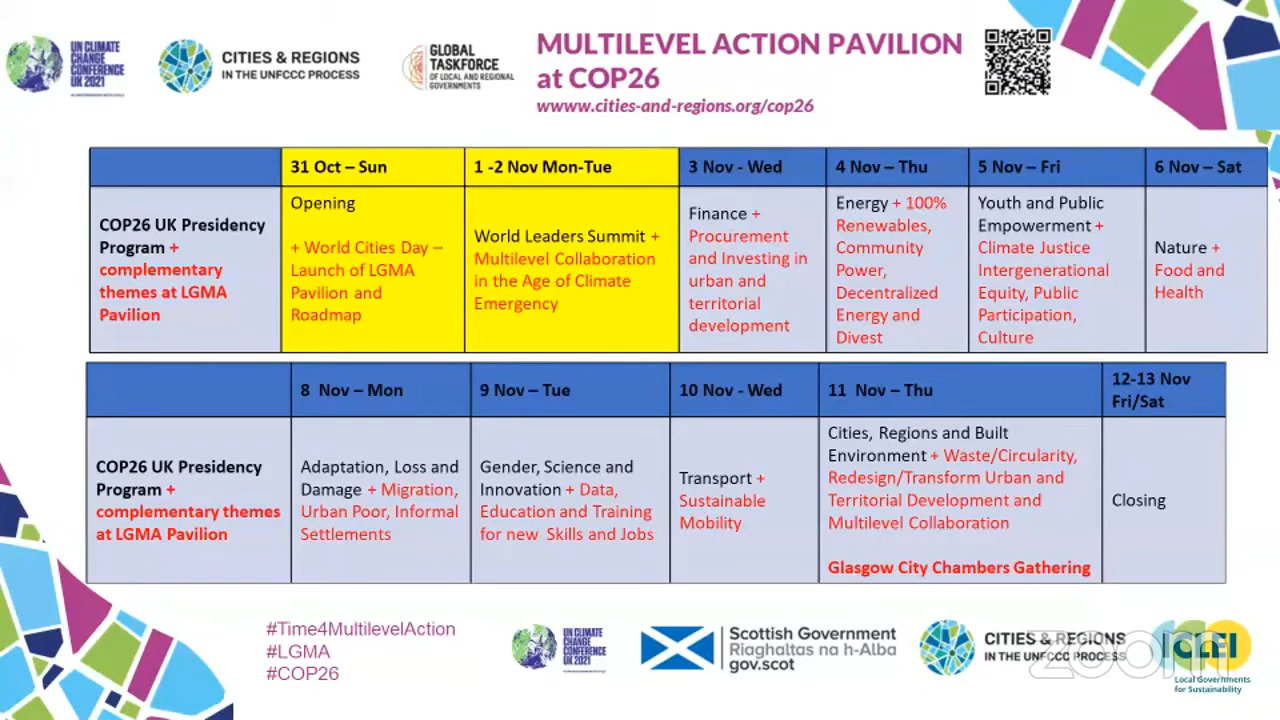 UN CLIMATE
CHANGE
CONFERENCE
UK 2021
CITIES & REGIONS
IN THE UNFCCC PROCESS
GLOBAL
TASKFORCE
OF LOCAL AND REGIONAL
GOVERNMENTS
MULTILEVEL ACTION PAVILION
at COP26
wwww.cities-and-regions.org/cop26
31 Oct – Sun
1 -2 Nov Mon-Tue
3 Nov - Wed
4 Nov – Thu
5 Nov – Fri
6 Nov – Sat
COP26 UK Presidency
Program +
complementary
themes at LGMA
Pavilion
Opening
+ World Cities Day –
Launch of LGMA
Pavilion and
Roadmap
World Leaders Summit +
Multilevel Collaboration
in the Age of Climate
Emergency
Finance +
Procurement
and Investing in
urban and
territorial
development
Energy + 100%
Renewables,
Community
Power,
Decentralized
Energy and
Divest
Youth and Public
Empowerment +
Climate Justice
Intergenerational
Equity, Public
Participation,
Culture
Nature +
Food and
Health
8 Nov – Mon
9 Nov – Tue
10 Nov - Wed
11 Nov – Thu
12-13 Nov
Fri/Sat
COP26 UK Presidency
Program +
complementary themes
at LGMA Pavilion
Adaptation, Loss and
Damage + Migration,
Urban Poor, Informal
Settlements
Gender, Science and
Innovation + Data,
Education and Training
for new Skills and Jobs
Transport +
Sustainable
Mobility
Cities, Regions and Built
Environment + Waste/Circularity,
Redesign/Transform Urban and
Territorial Development and
Multilevel Collaboration
Glasgow City Chambers Gathering
Closing
#Time4MultilevelAction
#LGMA
#COP26
UN CLIMATE
CHANGE
CONFERENCE
UK 2021
Scottish Government
Riaghaltas na h-Alba
gov.scot
CITIES & REGIONS
IN THE UNFCCC PROCESS
ICLEI
Local Governments
for Sustainability
zoom